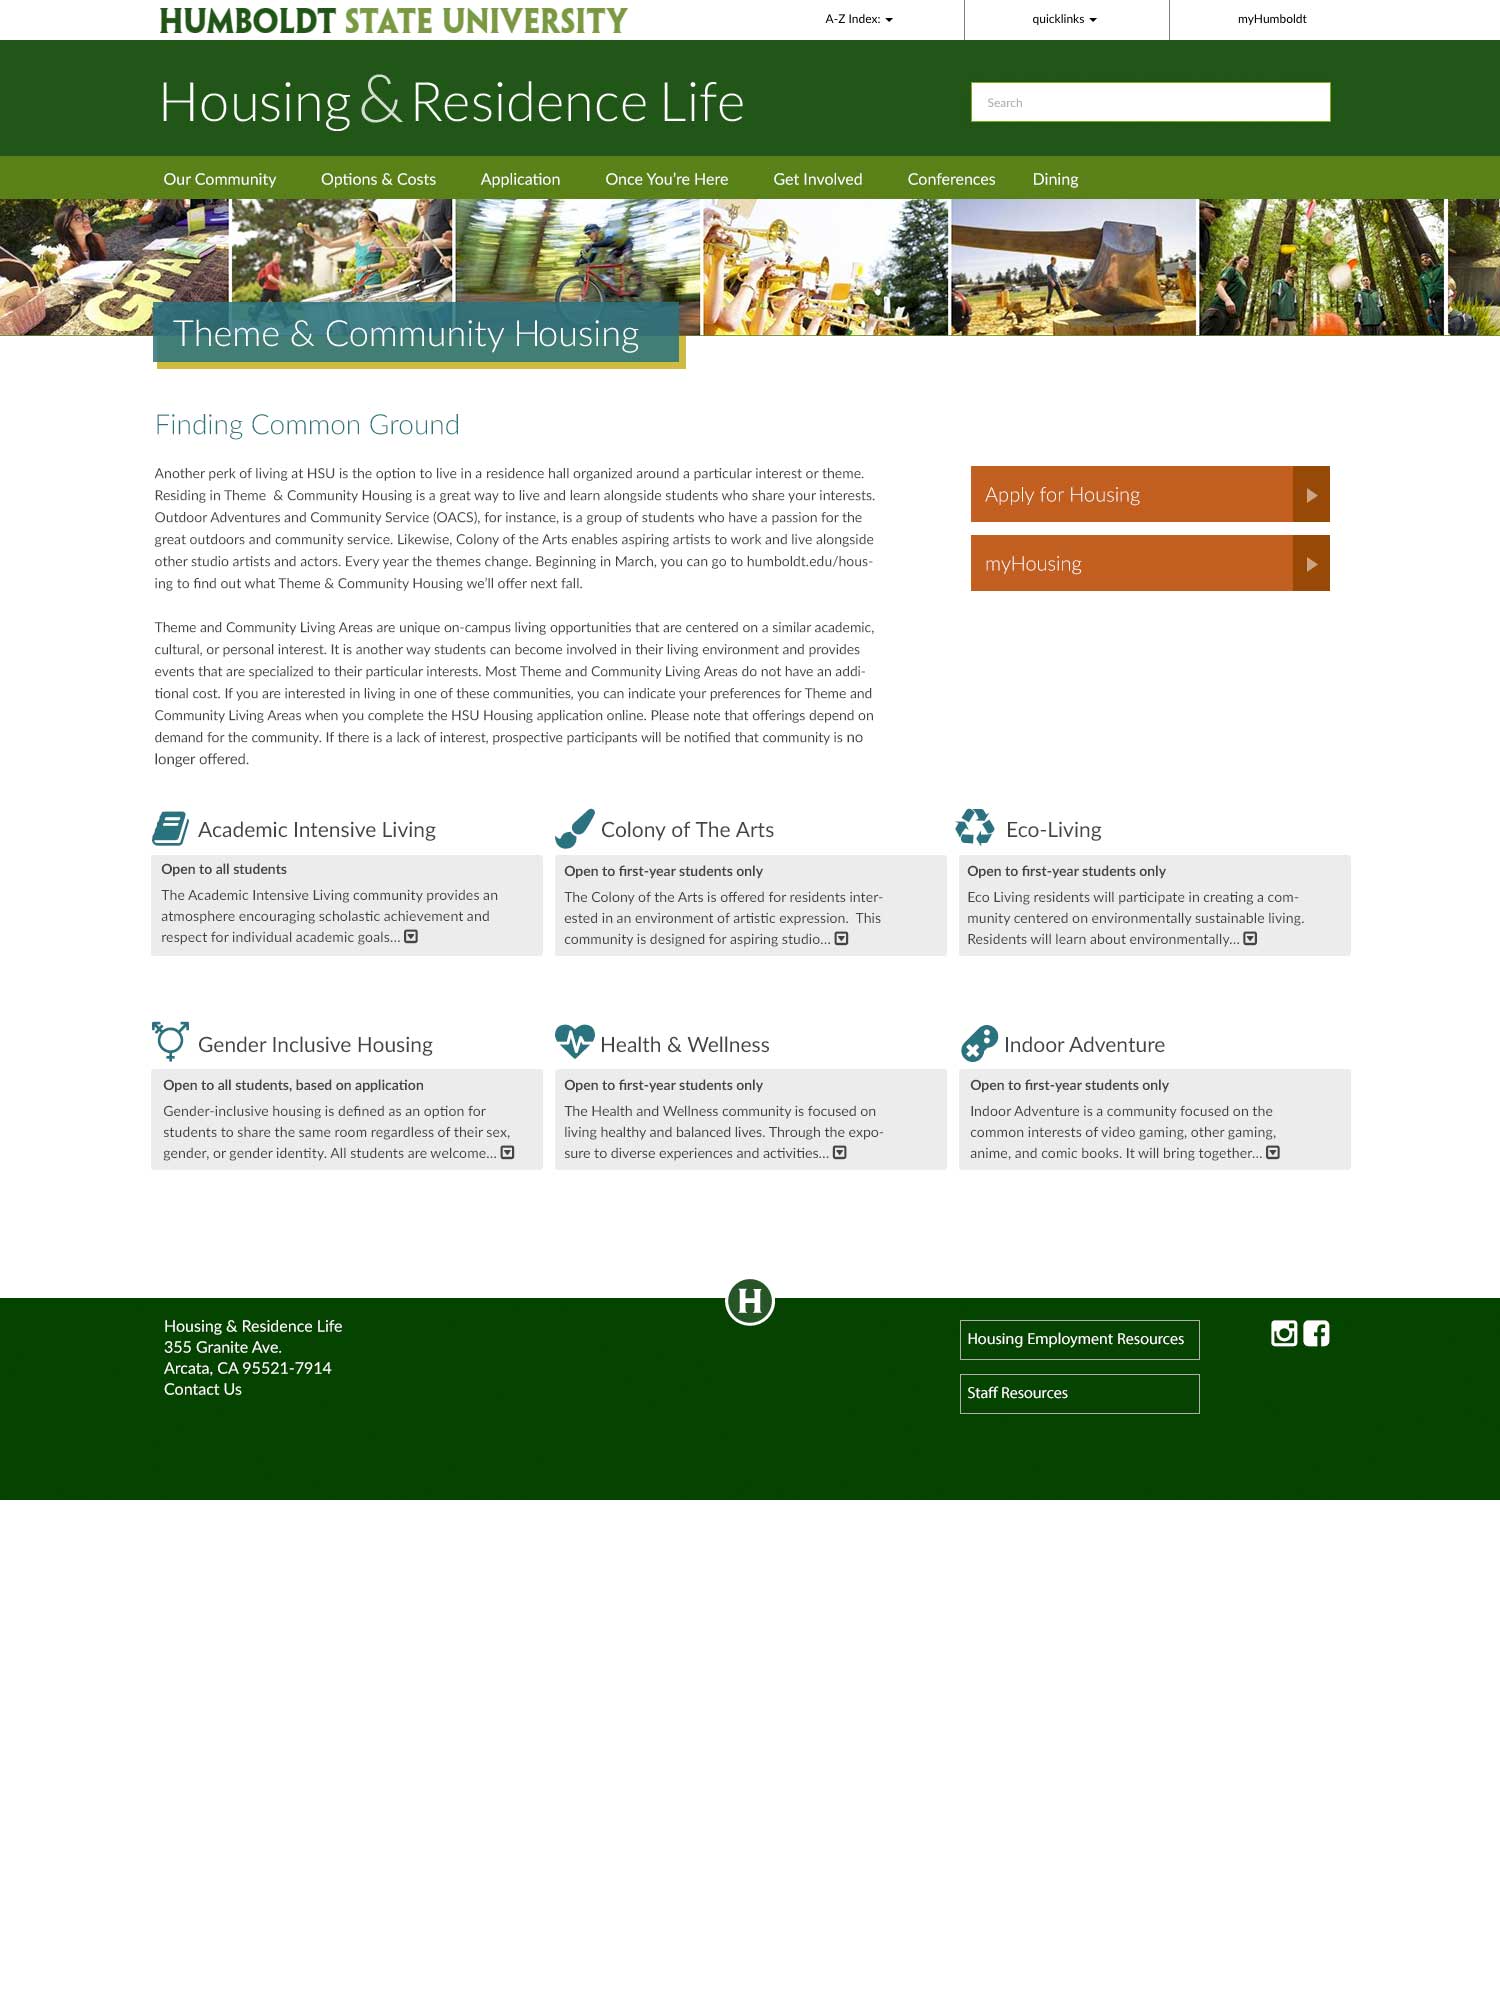 HUMBOLDT STATE UNIVERSITY
A-Z Index:
quicklinks
myHumboldt
Housing & Residence Life
Search
Our Community
Options & Costs
Application
Once You're Here
Get Involved
Conferences
Dining
GPA
Theme & Community Housing
Finding Common Ground
Another perk of living at HSU is the option to live in a residence hall organized around a particular interest or theme.
Residing in Theme  & Community Housing is a great way to live and learn alongside students who share your interests.
Outdoor Adventures and Community Service (OACS), for instance, is a group of students who have a passion for the
great outdoors and community service. Likewise, Colony of the Arts enables aspiring artists to work and live alongside
other studio artists and actors. Every year the themes change. Beginning in March, you can go to humboldt.edu/hous-
ing to find out what Theme & Community Housing we'll offer next fall.
Theme and Community Living Areas are unique on-campus living opportunities that are centered on a similar academic,
cultural, or personal interest. It is another way students can become involved in their living environment and provides
events that are specialized to their particular interests. Most Theme and Community Living Areas do not have an addi-
tional cost. If you are interested in living in one of these communities, you can indicate your preferences for Theme and
Community Living Areas when you complete the HSU Housing application online. Please note that offerings depend on
demand for the community. If there is a lack of interest, prospective participants will be notified that community is no
longer offered.
Apply for Housing
myHousing
Academic Intensive Living
Open to all students
The Academic Intensive Living community provides an
atmosphere encouraging scholastic achievement and
respect for individual academic goals...
Colony of The Arts
Open to first-year students only
The Colony of the Arts is offered for residents inter-
ested in an environment of artistic expression.  This
community is designed for aspiring studio...
Eco-Living
Open to first-year students only
Eco Living residents will participate in creating a com-
munity centered on environmentally sustainable living.
Residents will learn about environmentally...
Gender Inclusive Housing
Open to all students, based on application
Gender-inclusive housing is defined as an option for
students to share the same room regardless of their sex,
gender, or gender identity. All students are welcome...
Health & Wellness
Open to first-year students only
The Health and Wellness community is focused on
living healthy and balanced lives. Through the expo-
sure to diverse experiences and activities...
Indoor Adventure
Open to first-year students only
Indoor Adventure is a community focused on the
common interests of video gaming, other gaming,
anime, and comic books. It will bring together...
H
Housing & Residence Life
355 Granite Ave.
Arcata, CA 95521-7914
Contact Us
Housing Employment Resources
Staff Resources